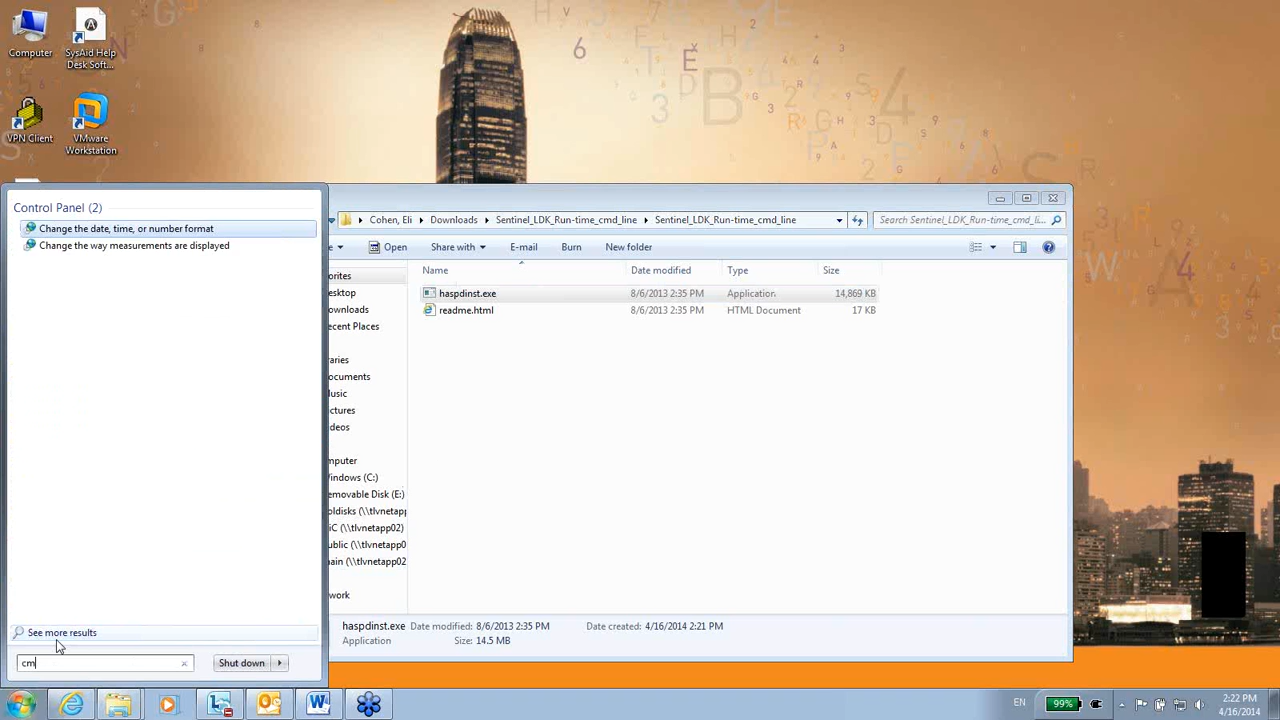 Computer
SysAid Help
Desk Soft...
VPN Client
VMware
Workstation
Control Panel (2)
Change the date, time, or number format
Change the way measurements are displayed
See more results
cm
Shut down
Cohen, Eli
Downloads
Sentinel_LDK_Run-time_cmd_line
Sentinel_LDK_Run-time_cmd_line
Search Sentinel_LDK_Run-time_cmd_li...
e
Open
Share with
E-mail
Burn
New folder
Name
Date modified
Type
Size
haspdinst.exe
8/6/2013 2:35 PM
Application
14,869 KB
readme.html
8/6/2013 2:35 PM
HTML Document
17 KB
orites
esktop
ownloads
ecent Places
raries
ocuments
usic
ctures
deos
mputer
indows (C:)
emovable Disk (E:)
oldisks (\\tlvnetapp02)
iC (\\tlvnetapp02)
ublic (\\tlvnetapp0
ain (\\tlvnetapp02
work
haspdinst.exe
Date modified: 8/6/2013 2:35 PM
Date created: 4/16/2014 2:21 PM
Application
Size: 14.5 MB
EN
99%
2:22 PM
4/16/2014